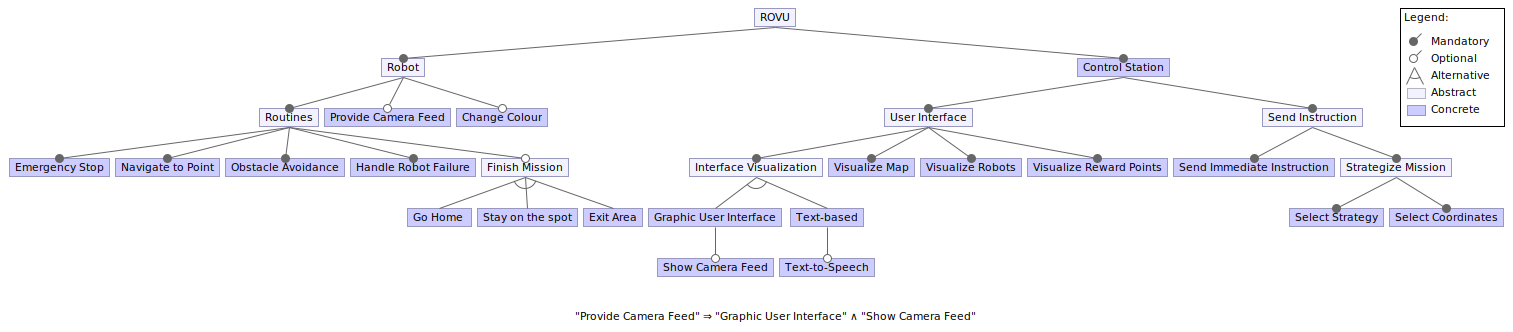 ROVU
Legend:
Mandatory
Optional
Alternative
Abstract
Concrete
Robot
Control Station
Routines
Provide Camera Feed
Change Colour
User Interface
Send Instruction
Emergency Stop
Navigate to Point
Obstacle Avoidance
Handle Robot Failure
Finish Mission
Interface Visualization
Visualize Map
Visualize Robots
Visualize Reward Points
Send Immediate Instruction
Strategize Mission
Go Home
Stay on the spot
Exit Area
Graphic User Interface
Text-based
Select Strategy
Select Coordinates
Show Camera Feed
Text-to-Speech
"Provide Camera Feed" ⇒ "Graphic User Interface" ∧ "Show Camera Feed"